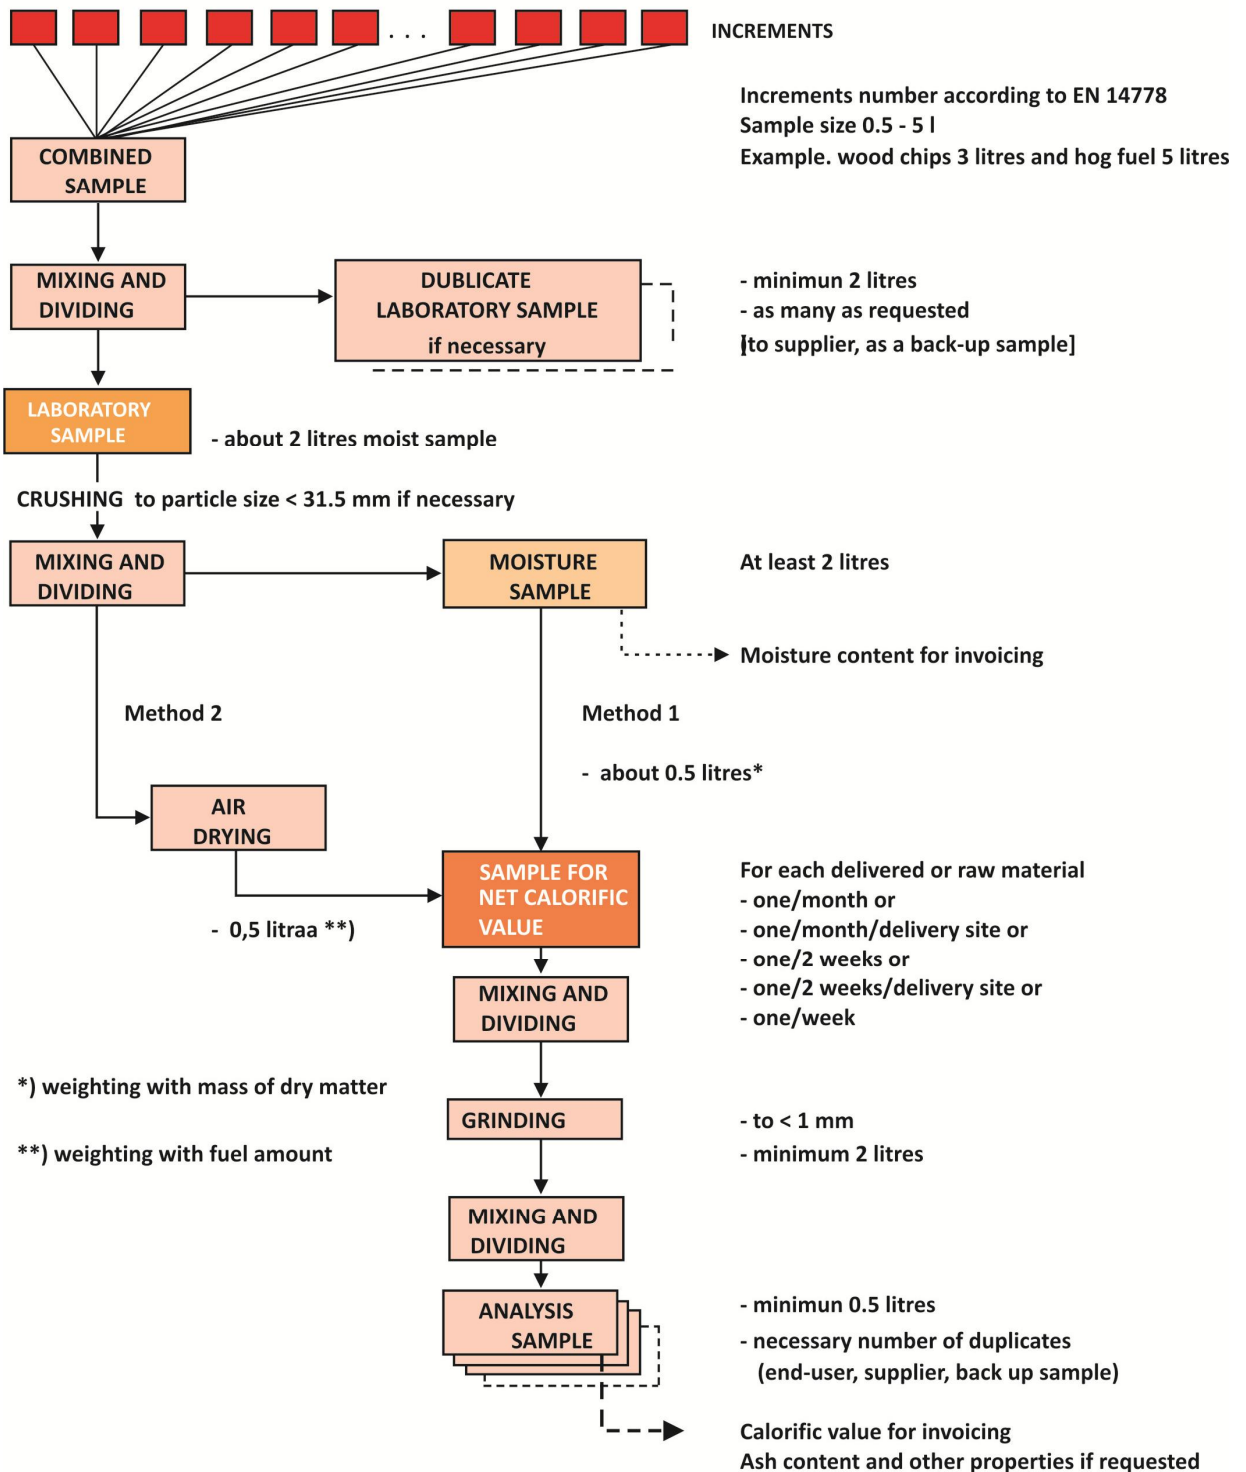 . . .
INCREMENTS
Increments number according to EN 14778
Sample size 0.5 - 5 l
Example. wood chips 3 litres and hog fuel 5 litres
COMBINED
SAMPLE
MIXING AND
DIVIDING
DUBLICATE
LABORATORY SAMPLE
if necessary
- minimun 2 litres
- as many as requested
[to supplier, as a back-up sample]
LABORATORY
SAMPLE
- about 2 litres moist sample
CRUSHING to particle size < 31.5 mm if necessary
MIXING AND
DIVIDING
MOISTURE
SAMPLE
At least 2 litres
Moisture content for invoicing
Method 2
Method 1
- about 0.5 litres*
AIR
DRYING
- 0,5 litraa **)
SAMPLE FOR
NET CALORIFIC
VALUE
For each delivered or raw material
- one/month or
- one/month/delivery site or
- one/2 weeks or
- one/2 weeks/delivery site or
- one/week
MIXING AND
DIVIDING
*) weighting with mass of dry matter
**) weighting with fuel amount
GRINDING
- to < 1 mm
- minimum 2 litres
MIXING AND
DIVIDING
ANALYSIS
SAMPLE
- minimun 0.5 litres
- necessary number of duplicates
(end-user, supplier, back up sample)
Calorific value for invoicing
Ash content and other properties if requested